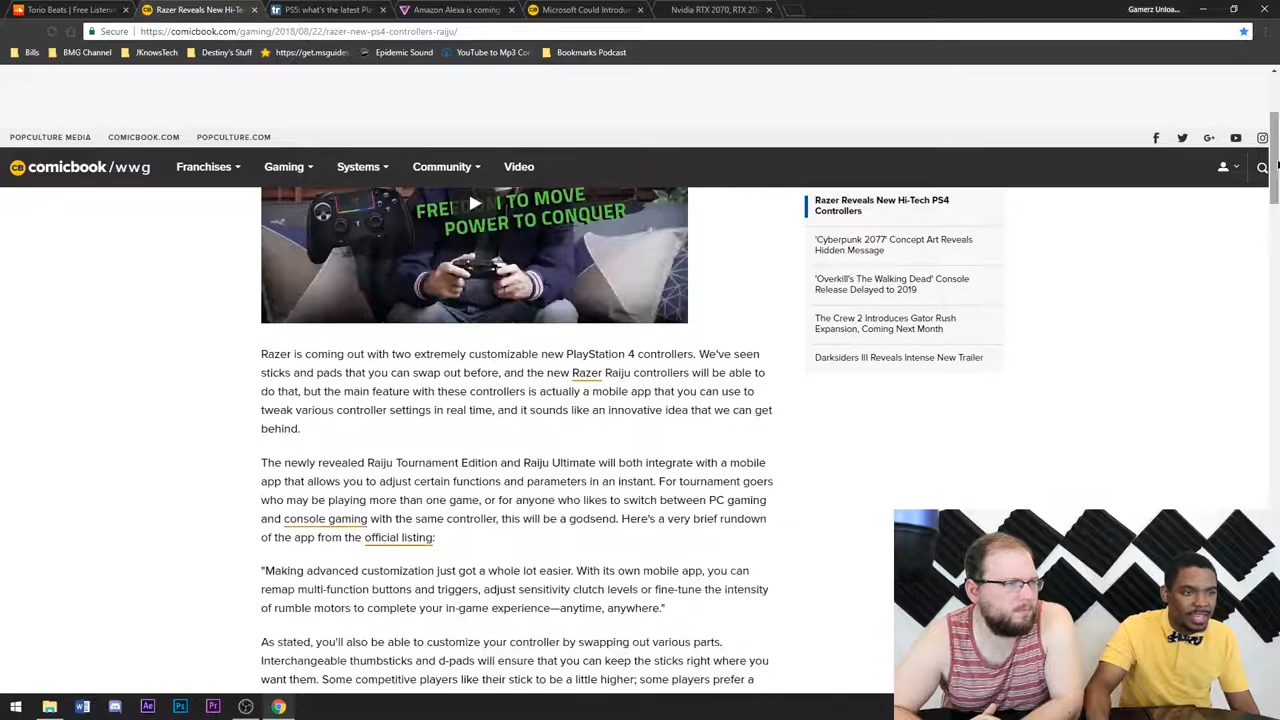 Torio Beats | Free Listen
Razer Reveals New Hi-Te
PS5: what's the latest Pla
Amazon Alexa is coming
Microsoft Could Introduc
Nvidia RTX 2070, RTX 20
Gamerz Unloa...
Secure
https://comicbook.com/gaming/2018/08/22/razer-new-ps4-controllers-raiju/
Bills
BMG Channel
JKnowsTech
Destiny's Stuff
https://get.msguides.
Epidemic Sound
YouTube to Mp3 Con
Bookmarks Podcast
POPCULTURE MEDIA
COMICBOOK.COM
POPCULTURE.COM
CB comicbook/wwg
Franchises
Gaming
Systems
Community
Video
I TO MOVE
POWER TO CONQUER
Razer Reveals New Hi-Tech PS4
Controllers
'Cyberpunk 2077' Concept Art Reveals
Hidden Message
'Overkill's The Walking Dead' Console
Release Delayed to 2019
The Crew 2 Introduces Gator Rush
Expansion, Coming Next Month
Darksiders III Reveals Intense New Trailer
Razer is coming out with two extremely customizable new PlayStation 4 controllers. We've seen
sticks and pads that you can swap out before, and the new Razer Raiju controllers will be able to
do that, but the main feature with these controllers is actually a mobile app that you can use to
tweak various controller settings in real time, and it sounds like an innovative idea that we can get
behind.
The newly revealed Raiju Tournament Edition and Raiju Ultimate will both integrate with a mobile
app that allows you to adjust certain functions and parameters in an instant. For tournament goers
who may be playing more than one game, or for anyone who likes to switch between PC gaming
and console gaming with the same controller, this will be a godsend. Here's a very brief rundown
of the app from the official listing:
"Making advanced customization just got a whole lot easier. With its own mobile app, you can
remap multi-function buttons and triggers, adjust sensitivity clutch levels or fine-tune the intensity
of rumble motors to complete your in-game experience—anytime, anywhere."
As stated, you'll also be able to customize your controller by swapping out various parts.
Interchangeable thumbsticks and d-pads will ensure that you can keep the sticks right where you
want them. Some competitive players like their stick to be a little higher; some players prefer a